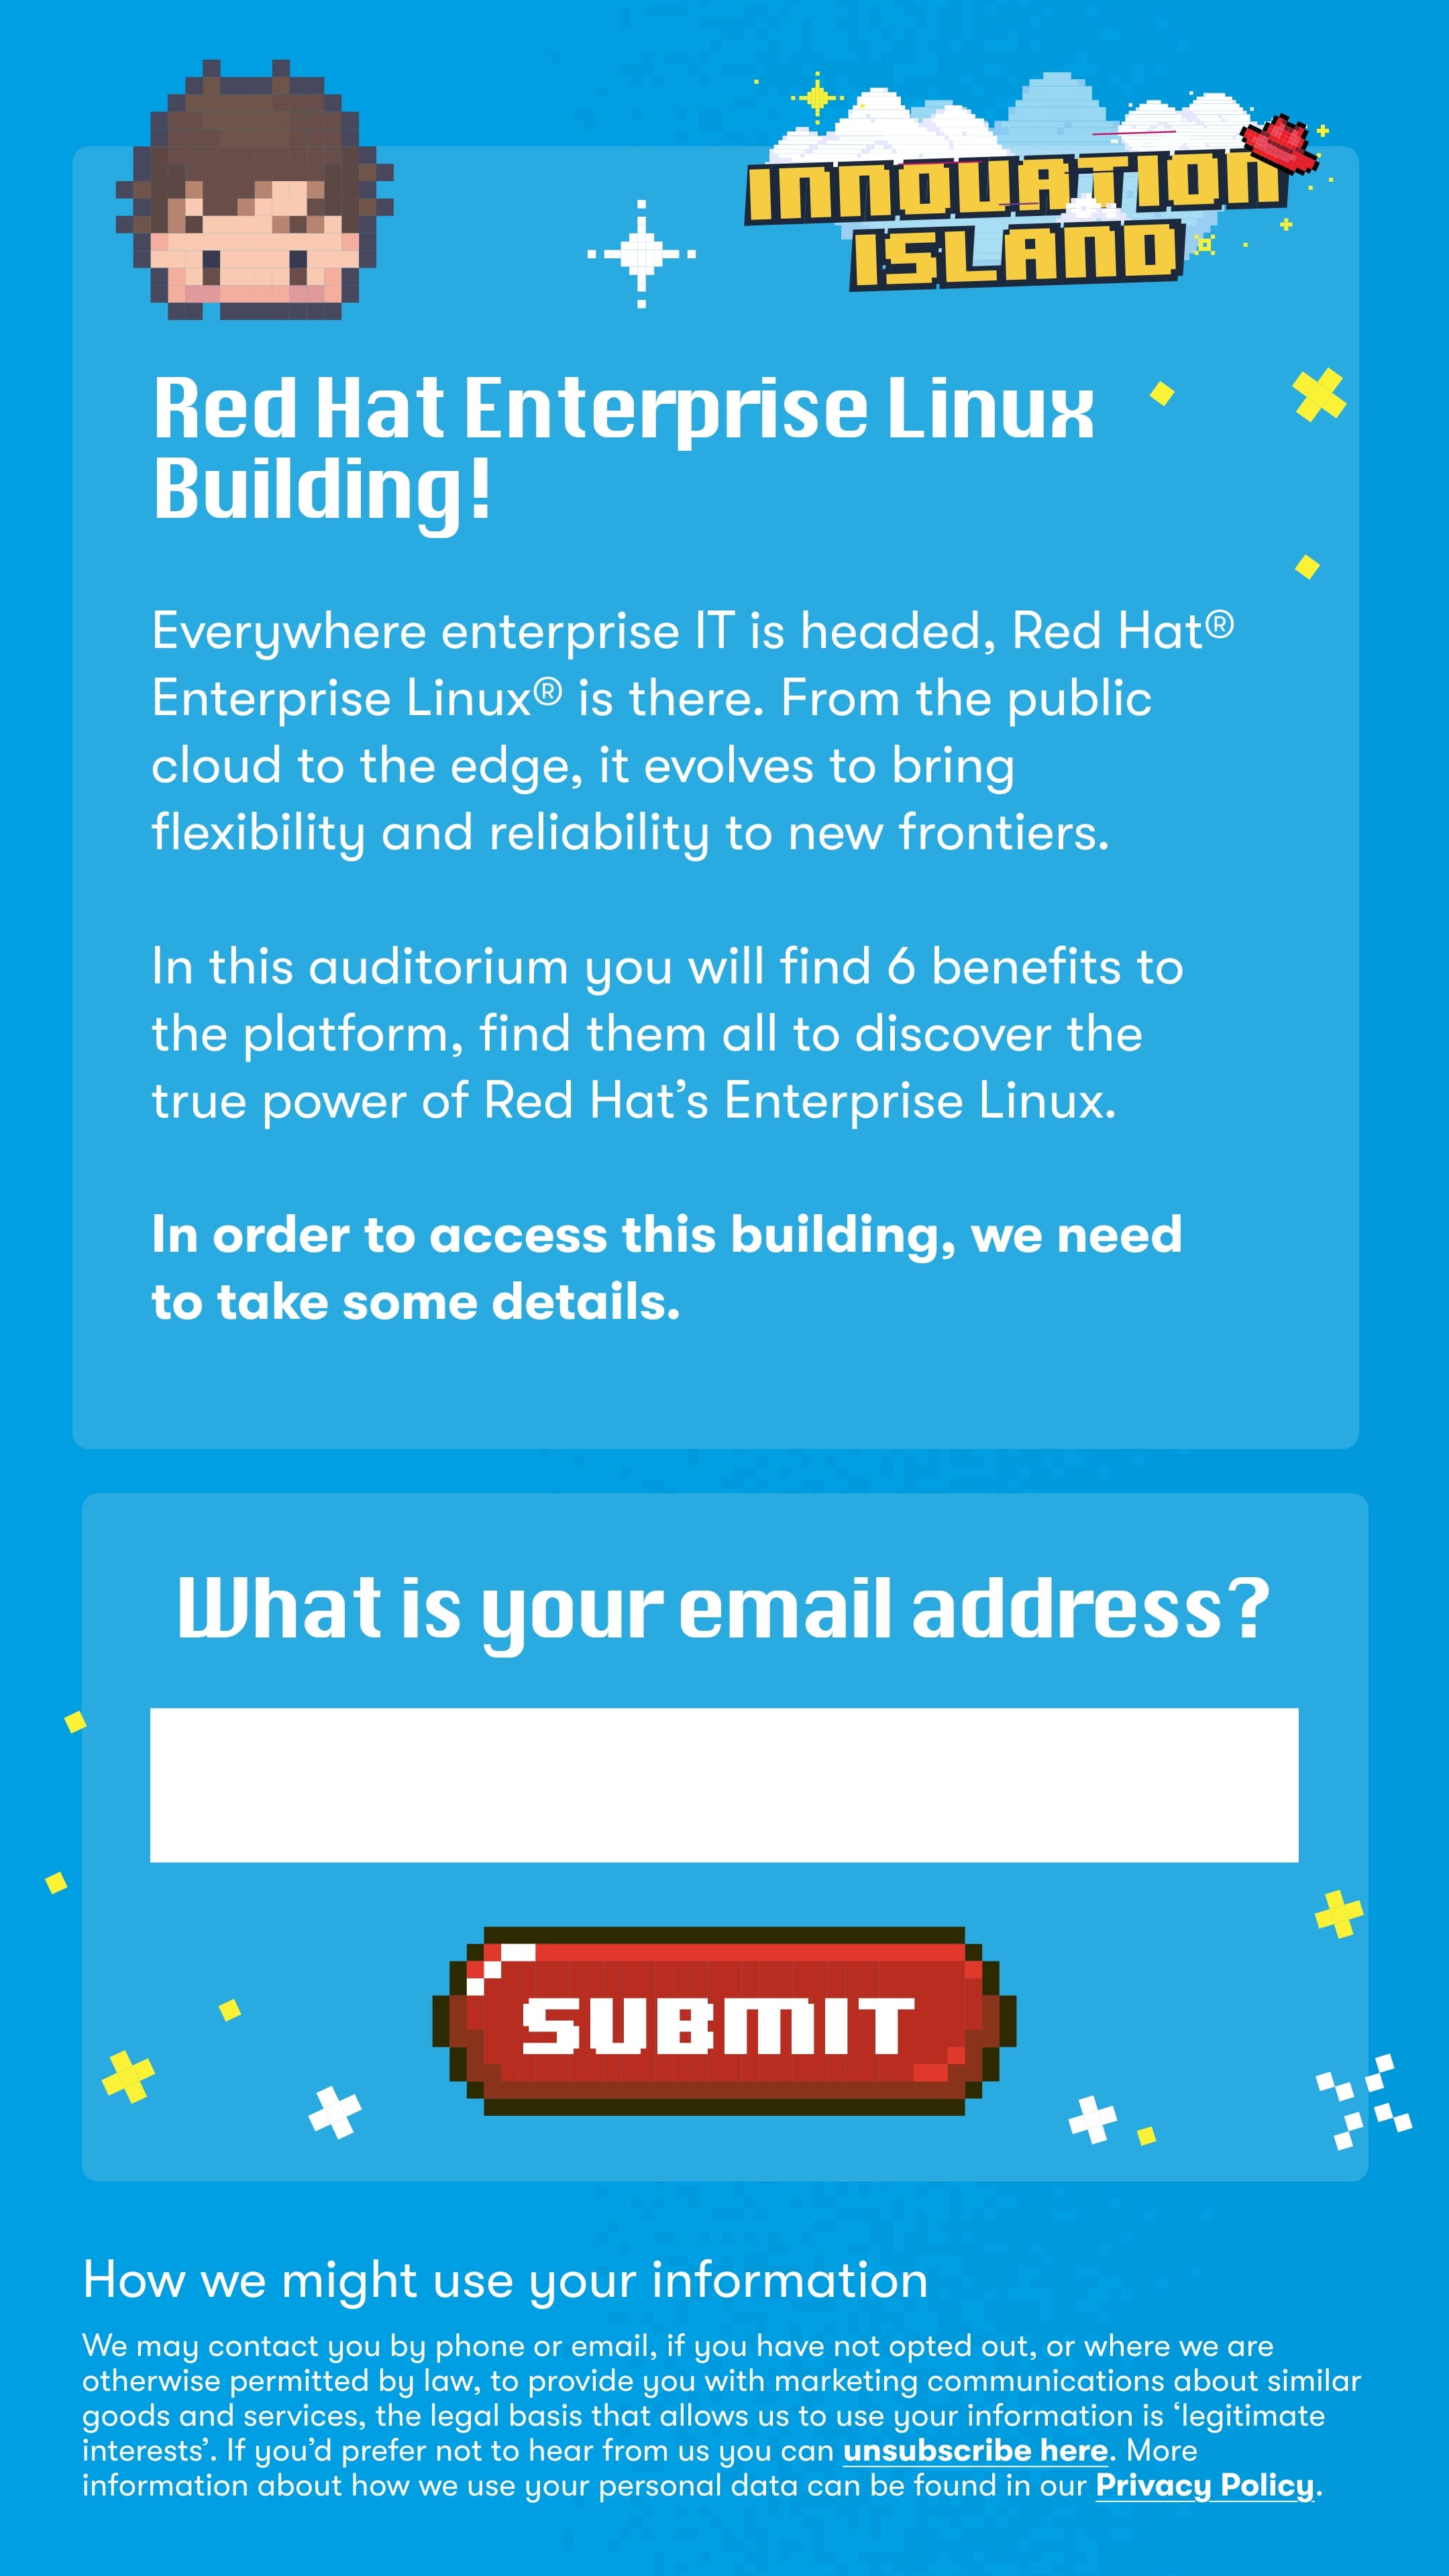 INNOVATION
ISLAND
Red Hat Enterprise Linux
Building!
Everywhere enterprise IT is headed, Red Hat®
Enterprise Linux® is there. From the public
cloud to the edge, it evolves to bring
flexibility and reliability to new frontiers.
In this auditorium you will find 6 benefits to
the platform, find them all to discover the
true power of Red Hat’s Enterprise Linux.
In order to access this building, we need
to take some details.
What is your email address?
SUBMIT
How we might use your information
We may contact you by phone or email, if you have not opted out, or where we are
otherwise permitted by law, to provide you with marketing communications about similar
goods and services, the legal basis that allows us to use your information is ‘legitimate
interests’. If you’d prefer not to hear from us you can unsubscribe here. More
information about how we use your personal data can be found in our Privacy Policy.